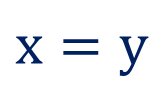 x = y